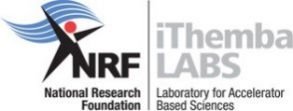 NRF
National Research
Foundation
iThemba
LABS
Laboratory for Accelerator
Based Sciences